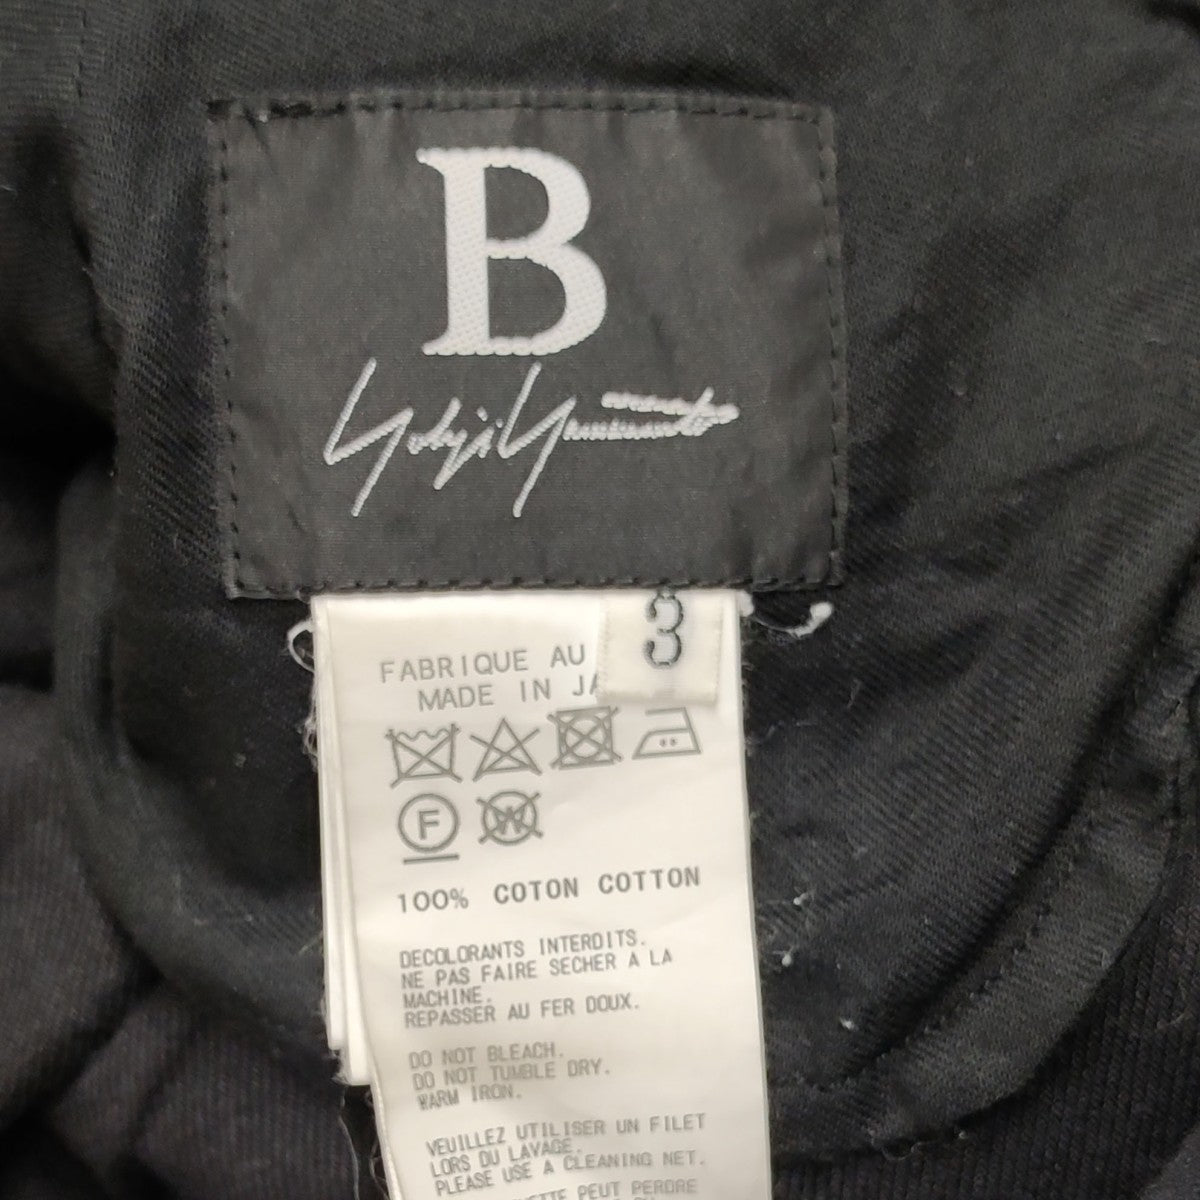 B
Yohji Yamamoto
3
FABRIQUE AU
MADE IN JA
F
W
100% COTON COTTON
DECOLORANTS INTERDITS.
NE PAS FAIRE SECHER A LA
MACHINE.
REPASSER AU FER DOUX.
DO NOT BLEACH.
DO NOT TUMBLE DRY.
WARM IRON.
VEUILLEZ UTILISER UN FILET
LORS DU LAVAGE.
PLEASE USE A CLEANING NET.
PEUT PERDRE